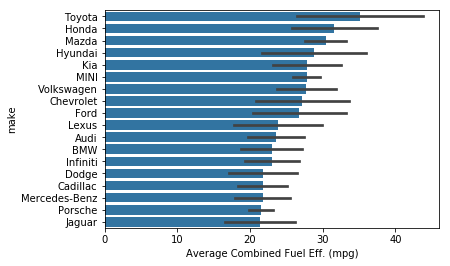 Toyota
Honda
Mazda
Hyundai
Kia
MINI
Volkswagen
Chevrolet
Ford
Lexus
Audi
BMW
Infiniti
Dodge
Cadillac
Mercedes-Benz
Porsche
Jaguar
make
0 10 20 30 40
Average Combined Fuel Eff. (mpg)